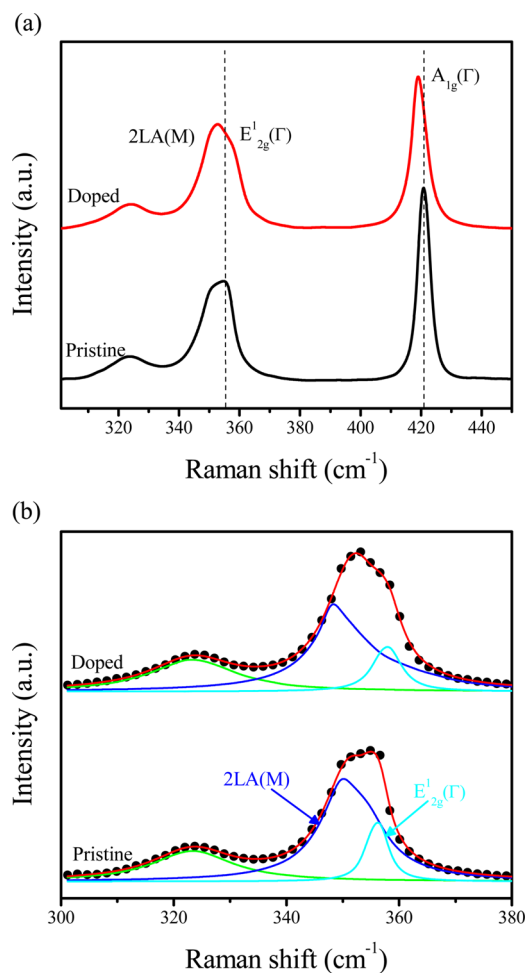 (a)
A₁g(Γ)
2LA(M)
E¹₂g(Γ)
Doped
Pristine
Intensity (a.u.)
320 340 360 380 400 420 440
Raman shift (cm⁻¹)
(b)
Doped
2LA(M)
E¹₂g(Γ)
Pristine
Intensity (a.u.)
300 320 340 360 380
Raman shift (cm⁻¹)